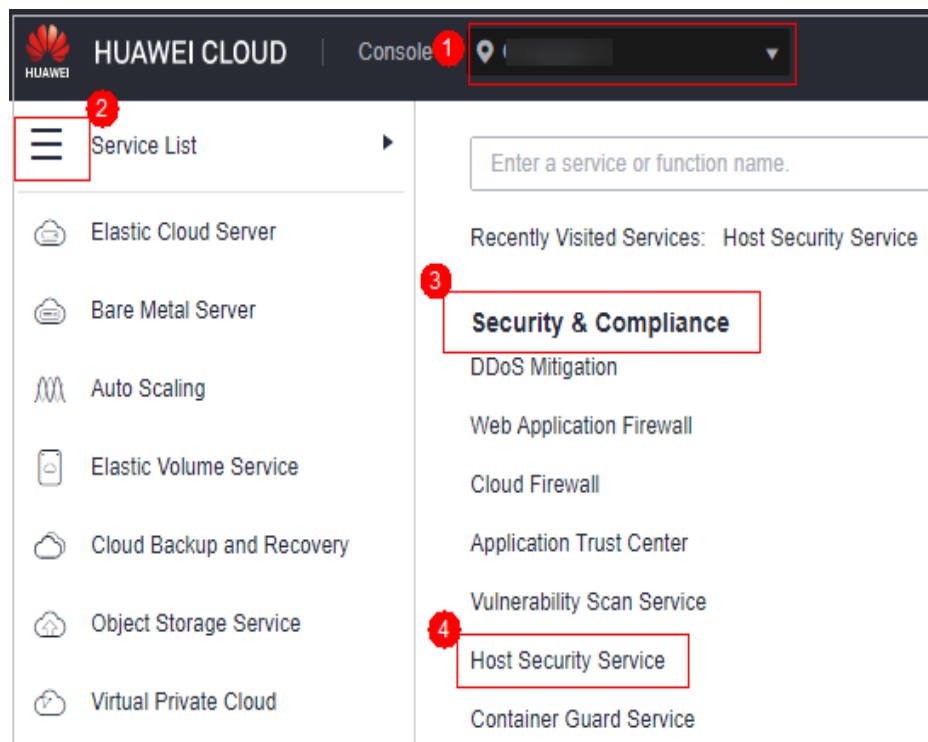 HUAWEI
HUAWEI CLOUD
Console
1
2
Service List
Elastic Cloud Server
Bare Metal Server
Auto Scaling
Elastic Volume Service
Cloud Backup and Recovery
Object Storage Service
Virtual Private Cloud
Enter a service or function name.
Recently Visited Services: Host Security Service
3
Security & Compliance
DDoS Mitigation
Web Application Firewall
Cloud Firewall
Application Trust Center
Vulnerability Scan Service
4
Host Security Service
Container Guard Service